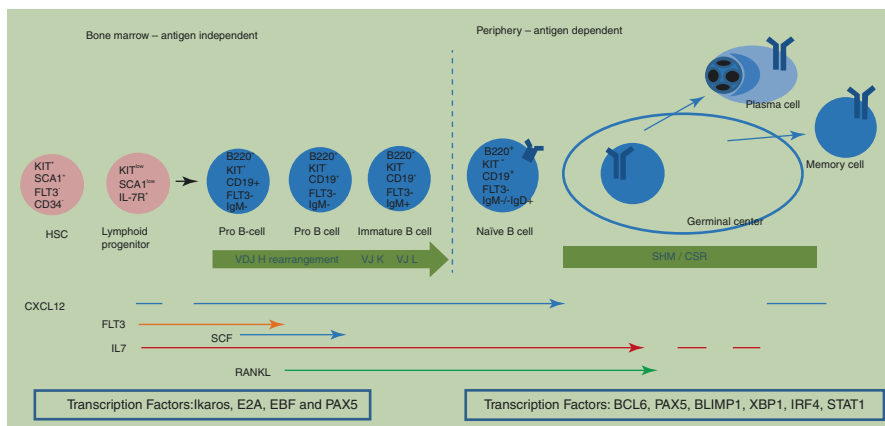 Bone marrow – antigen independent
Periphery – antigen dependent
Plasma cell
Memory cell
Germinal center
KIT⁺
SCA1⁺
FLT3⁻
CD34⁻
HSC
KITˡᵒʷ
SCA1ˡᵒʷ
IL-7R⁺
Lymphoid
progenitor
B220⁺
KIT⁺
CD19+
FLT3-
IgM-
Pro B-cell
B220⁺
KIT⁻
CD19⁺
FLT3-
IgM-
Pro B cell
B220⁺
KIT⁻
CD19⁺
FLT3-
IgM+
Immature B cell
B220⁺
KIT⁻
CD19⁺
FLT3-
IgM-/-IgD+
Naïve B cell
VDJ H rearrangement VJ K VJ L
SHM / CSR
CXCL12
FLT3
SCF
IL7
RANKL
Transcription Factors:Ikaros, E2A, EBF and PAX5
Transcription Factors: BCL6, PAX5, BLIMP1, XBP1, IRF4, STAT1